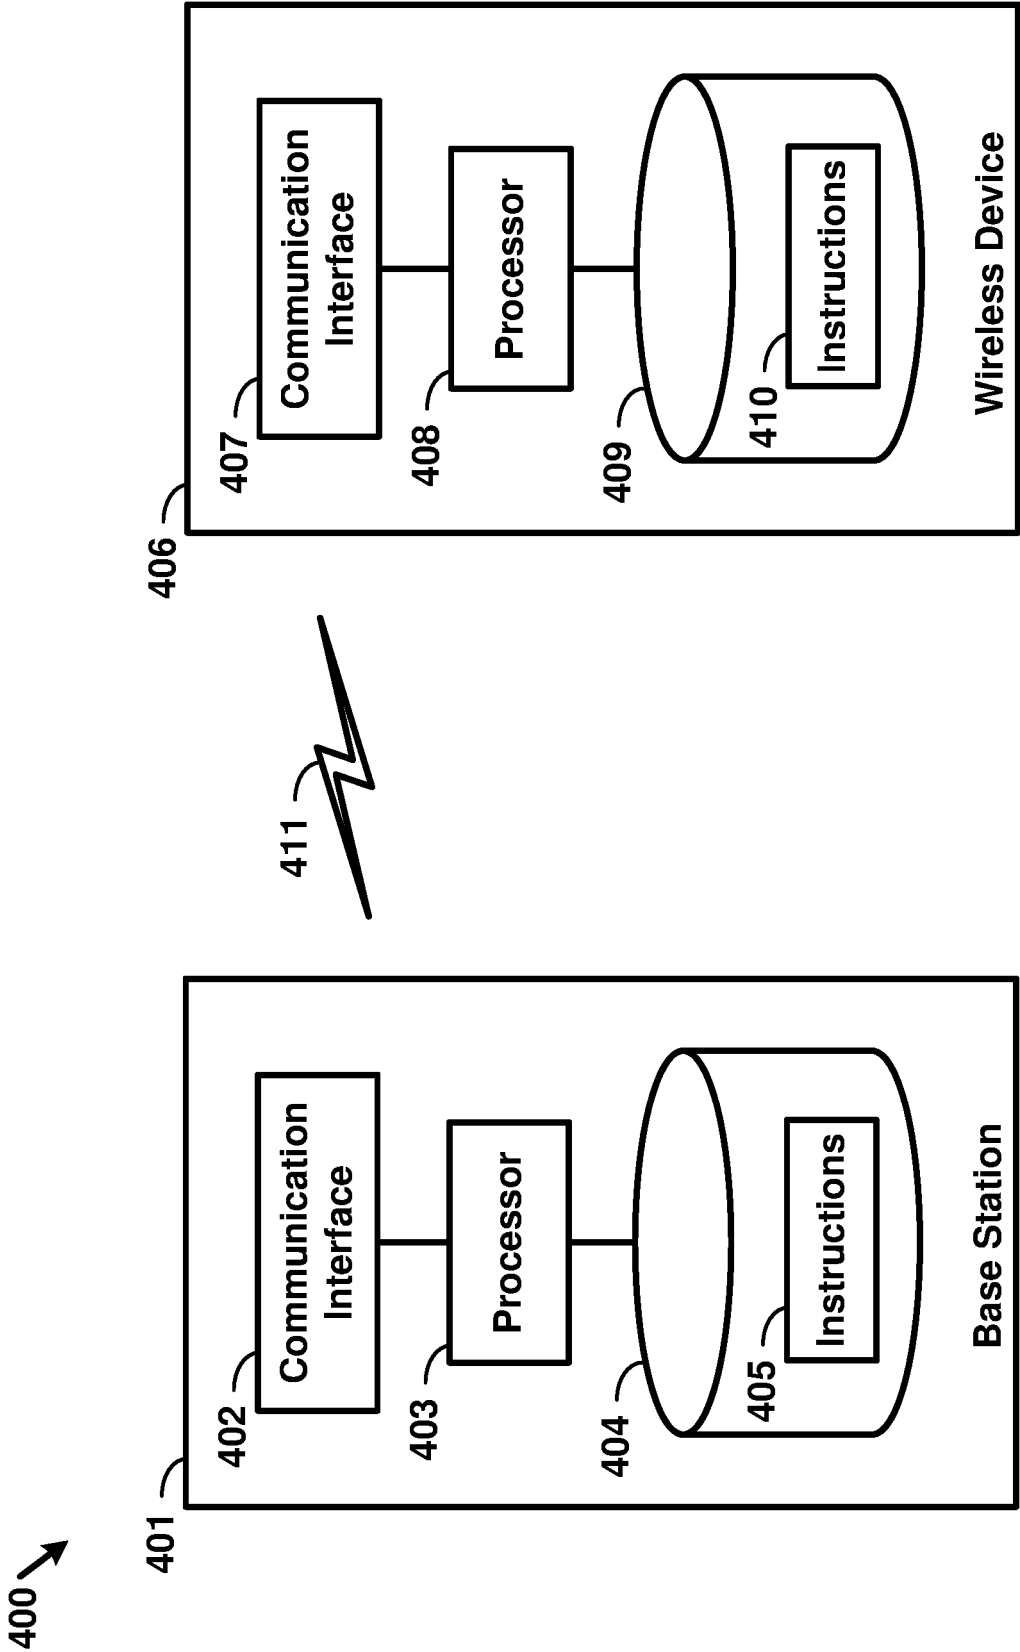 400
401
402
Communication
Interface
403
Processor
404
405
Instructions
Base Station
411
406
407
Communication
Interface
408
Processor
409
410
Instructions
Wireless Device